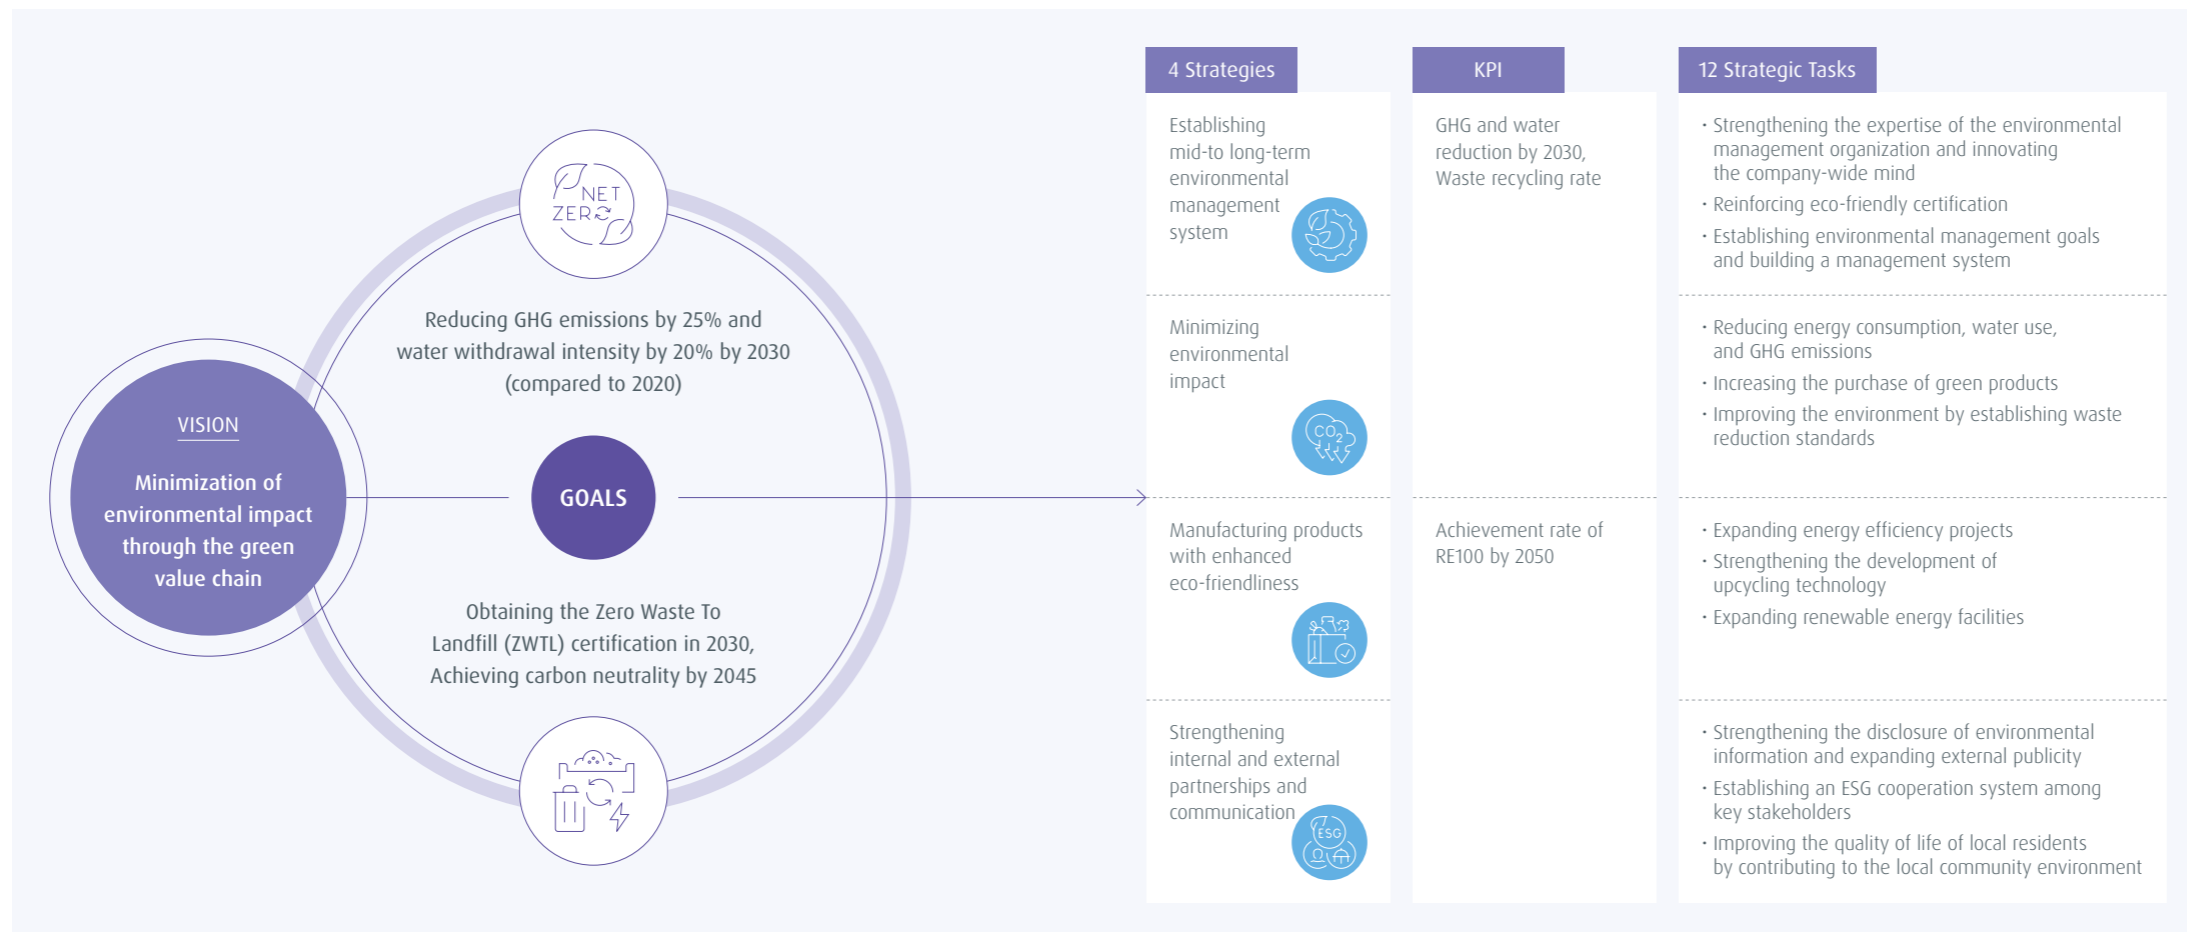 VISION
Minimization of
environmental impact
through the green
value chain
NET
ZERO
Reducing GHG emissions by 25% and
water withdrawal intensity by 20% by 2030
(compared to 2020)
GOALS
Obtaining the Zero Waste To
Landfill (ZWTL) certification in 2030,
Achieving carbon neutrality by 2045
4 Strategies
Establishing
mid-to long-term
environmental
management
system
Minimizing
environmental
impact
CO2
Manufacturing products
with enhanced
eco-friendliness
Strengthening
internal and external
partnerships and
communication
ESG
KPI
GHG and water
reduction by 2030,
Waste recycling rate
Achievement rate of
RE100 by 2050
12 Strategic Tasks
· Strengthening the expertise of the environmental
management organization and innovating
the company-wide mind
· Reinforcing eco-friendly certification
· Establishing environmental management goals
and building a management system
· Reducing energy consumption, water use,
and GHG emissions
· Increasing the purchase of green products
· Improving the environment by establishing waste
reduction standards
· Expanding energy efficiency projects
· Strengthening the development of
upcycling technology
· Expanding renewable energy facilities
· Strengthening the disclosure of environmental
information and expanding external publicity
· Establishing an ESG cooperation system among
key stakeholders
· Improving the quality of life of local residents
by contributing to the local community environment